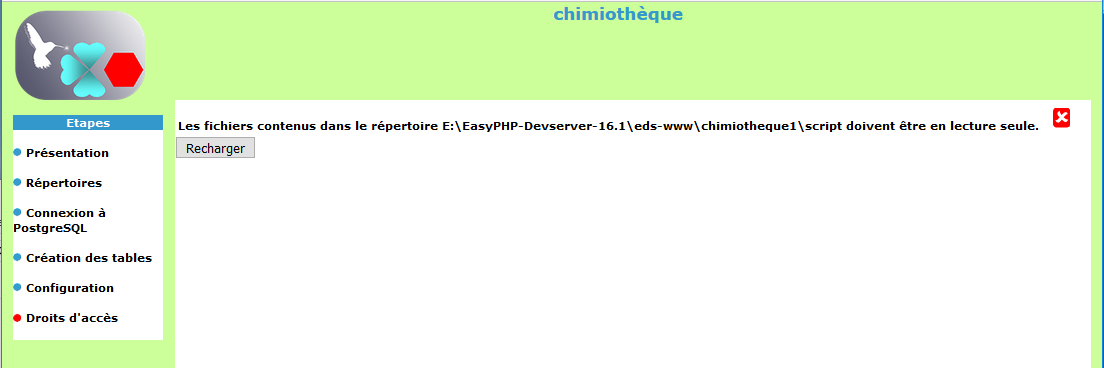 chimiothèque
Etapes
Présentation
Répertoires
Connexion à
PostgreSQL
Création des tables
Configuration
Droits d'accès
Les fichiers contenus dans le répertoire E:\EasyPHP-Devserver-16.1\eds-www\chimiotheque1\script doivent être en lecture seule.
Recharger